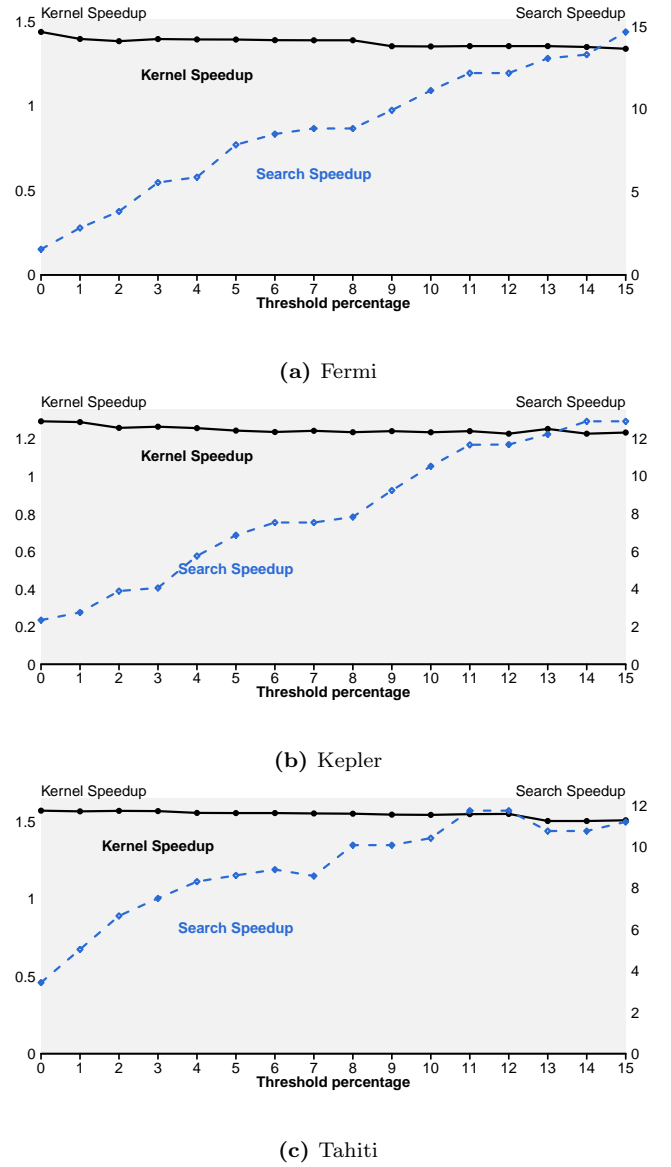 Kernel Speedup Search Speedup
1.5 15
Kernel Speedup
1 10
Search Speedup
0.5 5
0 0
0 1 2 3 4 5 6 7 8 9 10 11 12 13 14 15
Threshold percentage
(a) Fermi
Kernel Speedup Search Speedup
1.2 12
Kernel Speedup
1 10
0.8 8
0.6 6
Search Speedup
0.4 4
0.2 2
0 0
0 1 2 3 4 5 6 7 8 9 10 11 12 13 14 15
Threshold percentage
(b) Kepler
Kernel Speedup Search Speedup
12
1.5 10
Kernel Speedup
1 8
Search Speedup
6
0.5 4
2
0 0
0 1 2 3 4 5 6 7 8 9 10 11 12 13 14 15
Threshold percentage
(c) Tahiti